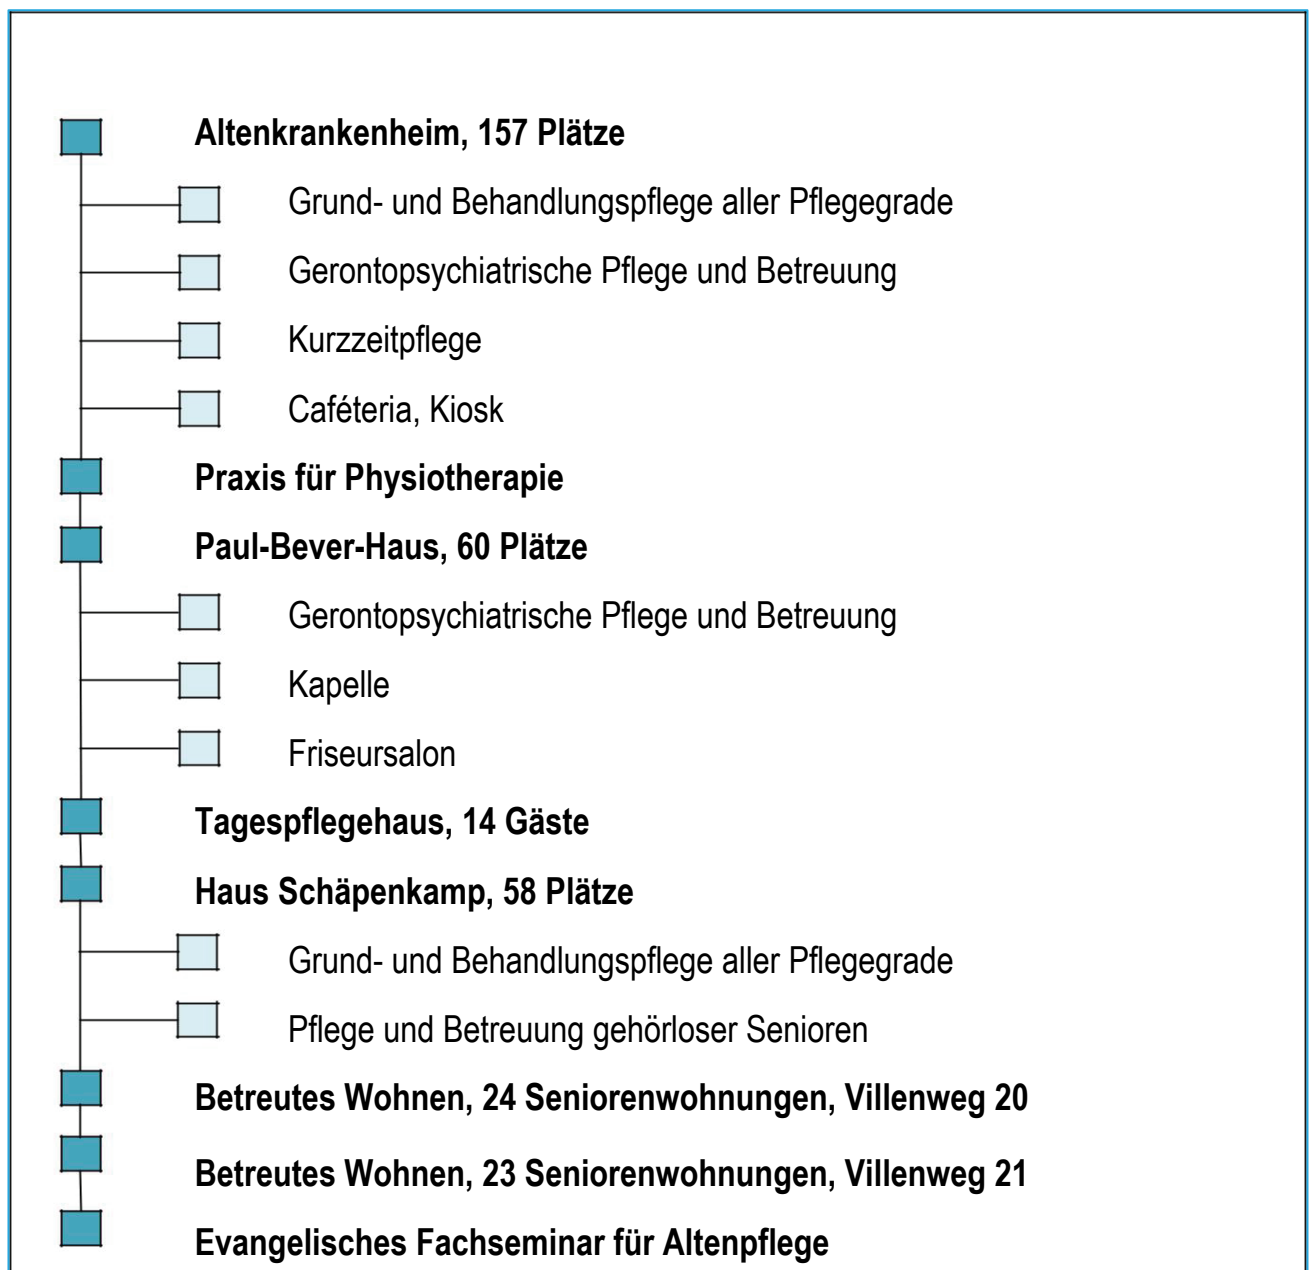 Altenkrankenheim, 157 Plätze
Grund- und Behandlungspflege aller Pflegegrade
Gerontopsychiatrische Pflege und Betreuung
Kurzzeitpflege
Caféteria, Kiosk
Praxis für Physiotherapie
Paul-Bever-Haus, 60 Plätze
Gerontopsychiatrische Pflege und Betreuung
Kapelle
Friseursalon
Tagespflegehaus, 14 Gäste
Haus Schäpenkamp, 58 Plätze
Grund- und Behandlungspflege aller Pflegegrade
Pflege und Betreuung gehörloser Senioren
Betreutes Wohnen, 24 Seniorenwohnungen, Villenweg 20
Betreutes Wohnen, 23 Seniorenwohnungen, Villenweg 21
Evangelisches Fachseminar für Altenpflege